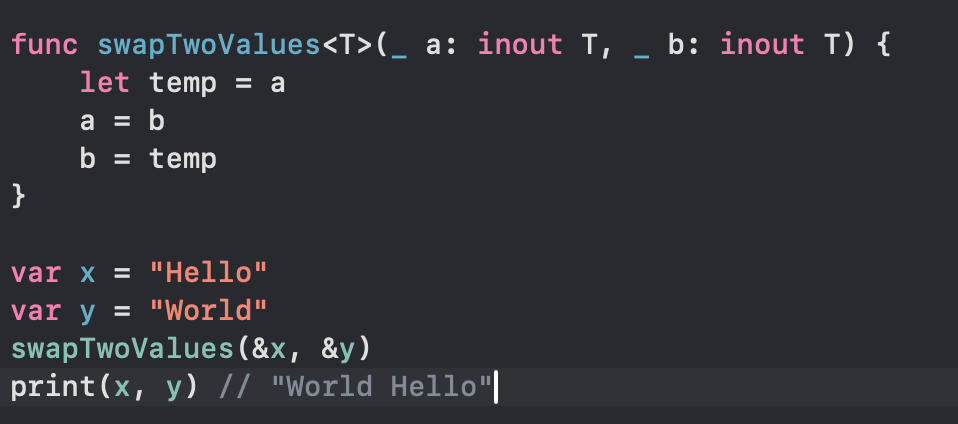 func swapTwoValues<T>(_ a: inout T, _ b: inout T) {
    let temp = a
    a = b
    b = temp
}

var x = "Hello"
var y = "World"
swapTwoValues(&x, &y)
print(x, y) // "World Hello"